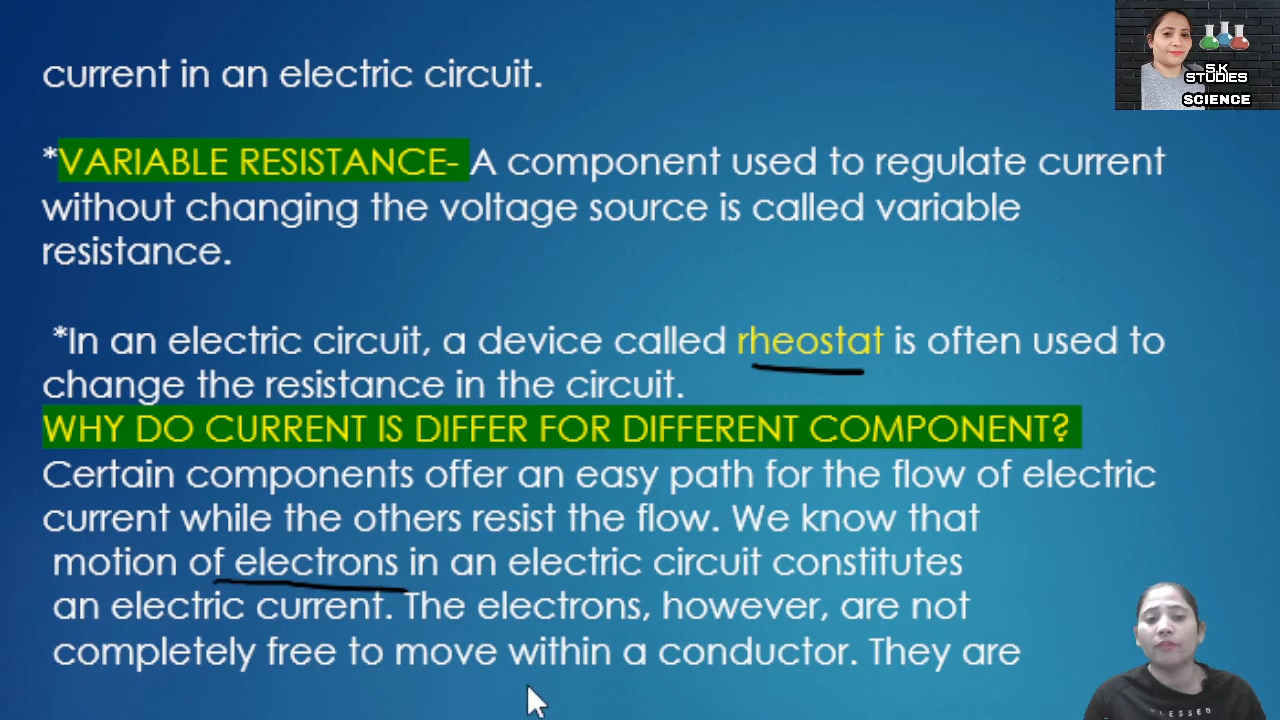 current in an electric circuit.
*VARIABLE RESISTANCE- A component used to regulate current
without changing the voltage source is called variable
resistance.
*In an electric circuit, a device called rheostat is often used to
change the resistance in the circuit.
WHY DO CURRENT IS DIFFER FOR DIFFERENT COMPONENT?
Certain components offer an easy path for the flow of electric
current while the others resist the flow. We know that
motion of electrons in an electric circuit constitutes
an electric current. The electrons, however, are not
completely free to move within a conductor. They are
S.K
STUDIES
SCIENCE
BLESSED